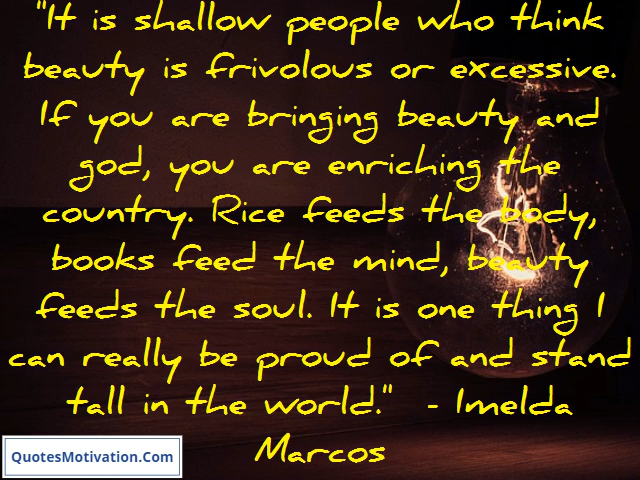 "It is shallow people who think
beauty is frivolous or excessive.
If you are bringing beauty and
god, you are enriching the
country. Rice feeds the body,
books feed the mind, beauty
feeds the soul. It is one thing I
can really be proud of and stand
tall in the world."  - Imelda
Marcos
QuotesMotivation.Com